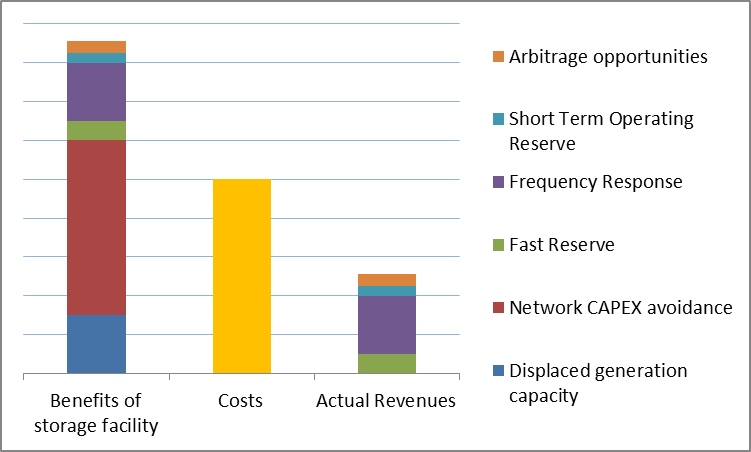 Arbitrage opportunities
Short Term Operating
Reserve
Frequency Response
Fast Reserve
Network CAPEX avoidance
Displaced generation
capacity
Benefits of
storage facility
Costs
Actual Revenues